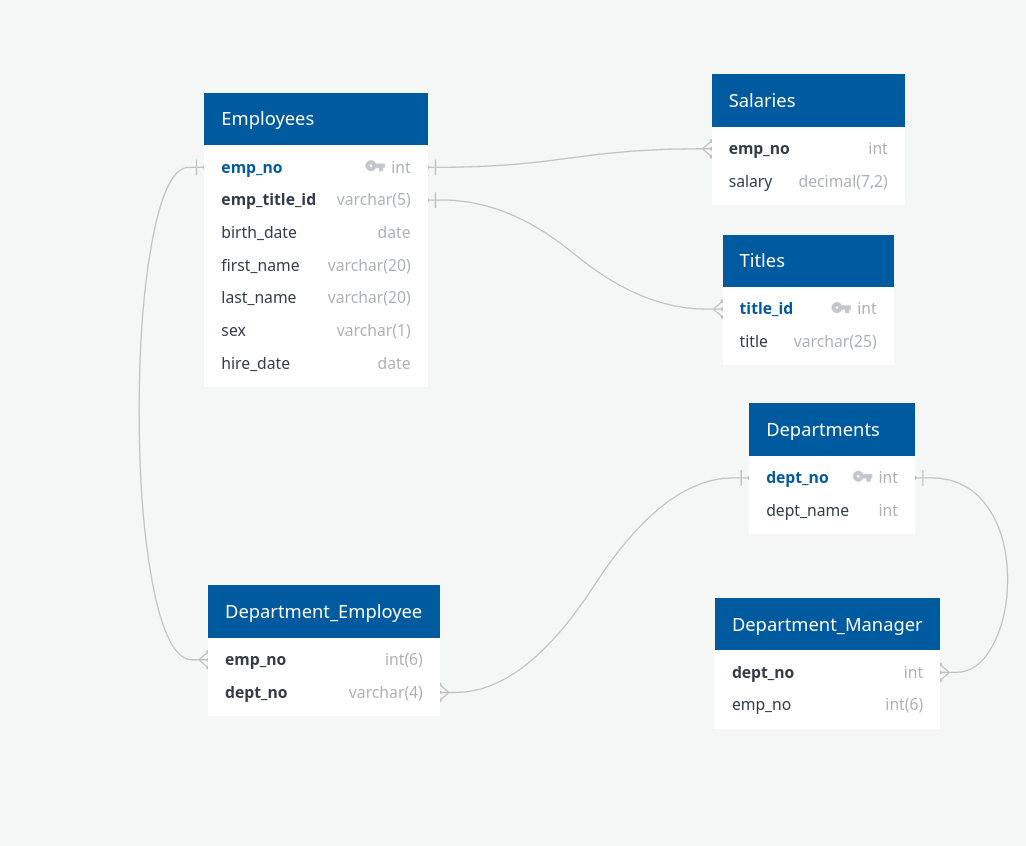 Employees
emp_no int
emp_title_id varchar(5)
birth_date date
first_name varchar(20)
last_name varchar(20)
sex varchar(1)
hire_date date
Salaries
emp_no int
salary decimal(7,2)
Titles
title_id int
title varchar(25)
Departments
dept_no int
dept_name int
Department_Employee
emp_no int(6)
dept_no varchar(4)
Department_Manager
dept_no int
emp_no int(6)